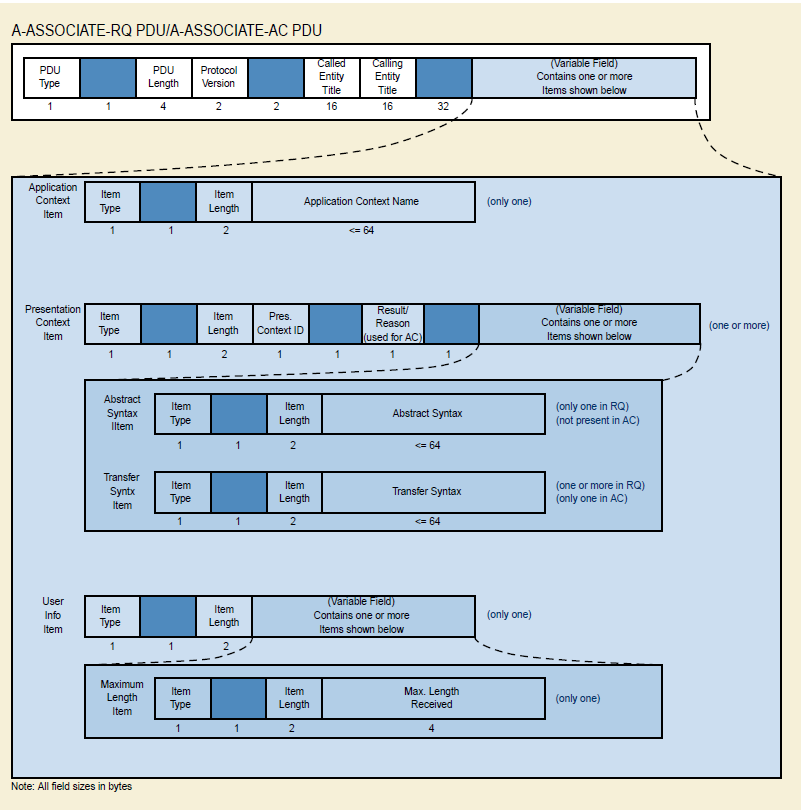 A-ASSOCIATE-RQ PDU/A-ASSOCIATE-AC PDU
PDU
Type
PDU
Length
Protocol
Version
Called
Entity
Title
Calling
Entity
Title
(Variable Field)
Contains one or more
Items shown below
1 1 4 2 2 16 16 32
Application
Context
Item
Item
Type
Item
Length
Application Context Name
(only one)
1 1 2 <= 64
Presentation
Context
Item
Item
Type
Item
Length
Pres.
Context ID
Result/
Reason
(used for AC)
(Variable Field)
Contains one or more
Items shown below
(one or more)
1 1 2 1 1 1 1
Abstract
Syntax
IItem
Item
Type
Item
Length
Abstract Syntax
(only one in RQ)
(not present in AC)
1 1 2 <= 64
Transfer
Syntx
Item
Item
Type
Item
Length
Transfer Syntax
(one or more in RQ)
(only one in AC)
1 1 2 <= 64
User
Info
Item
Item
Type
Item
Length
(Variable Field)
Contains one or more
Items shown below
(only one)
1 1 2
Maximum
Length
Item
Item
Type
Item
Length
Max. Length
Received
(only one)
1 1 2 4
Note: All field sizes in bytes